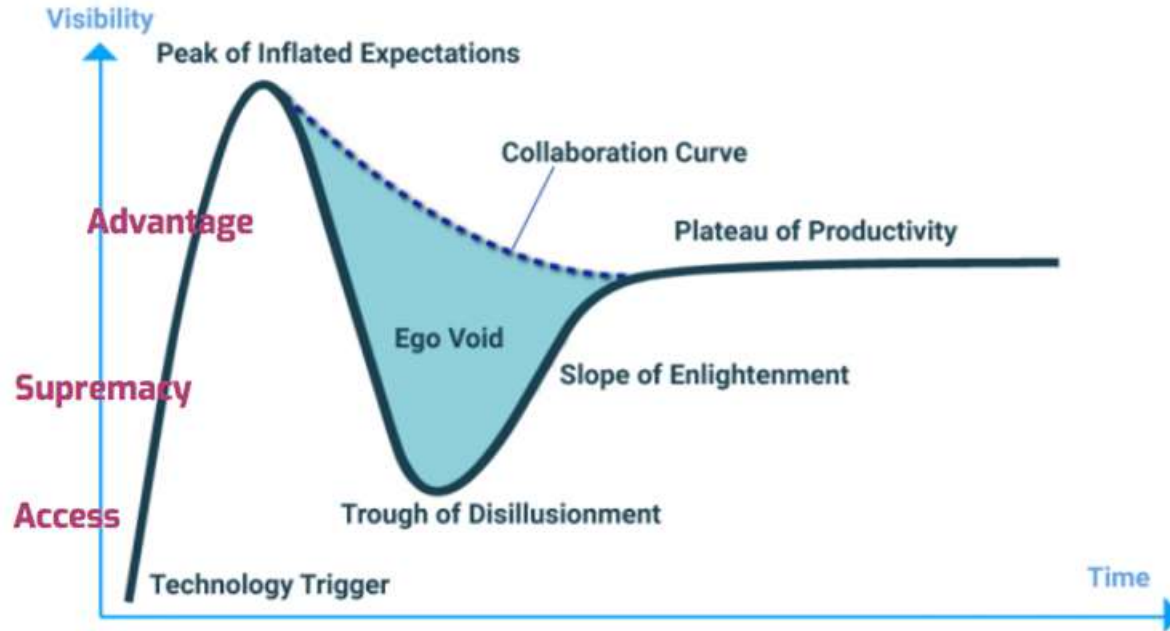 Visibility
Peak of Inflated Expectations
Collaboration Curve
Advantage
Plateau of Productivity
Ego Void
Slope of Enlightenment
Supremacy
Trough of Disillusionment
Access
Technology Trigger
Time